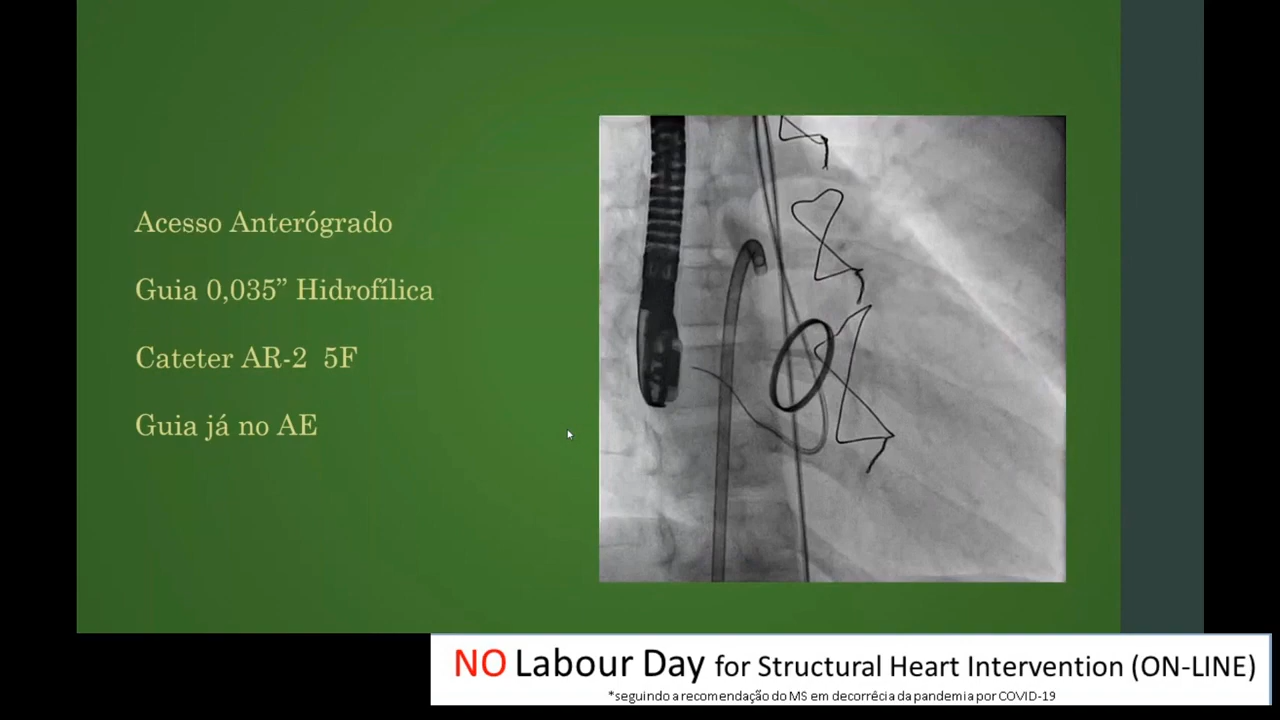 Acesso Anterógrado
Guia 0,035” Hidrofílica
Cateter AR-2 5F
Guia já no AE
NO Labour Day for Structural Heart Intervention (ON-LINE)
*seguindo a recomendação do MS em decorrêcia da pandemia por COVID-19